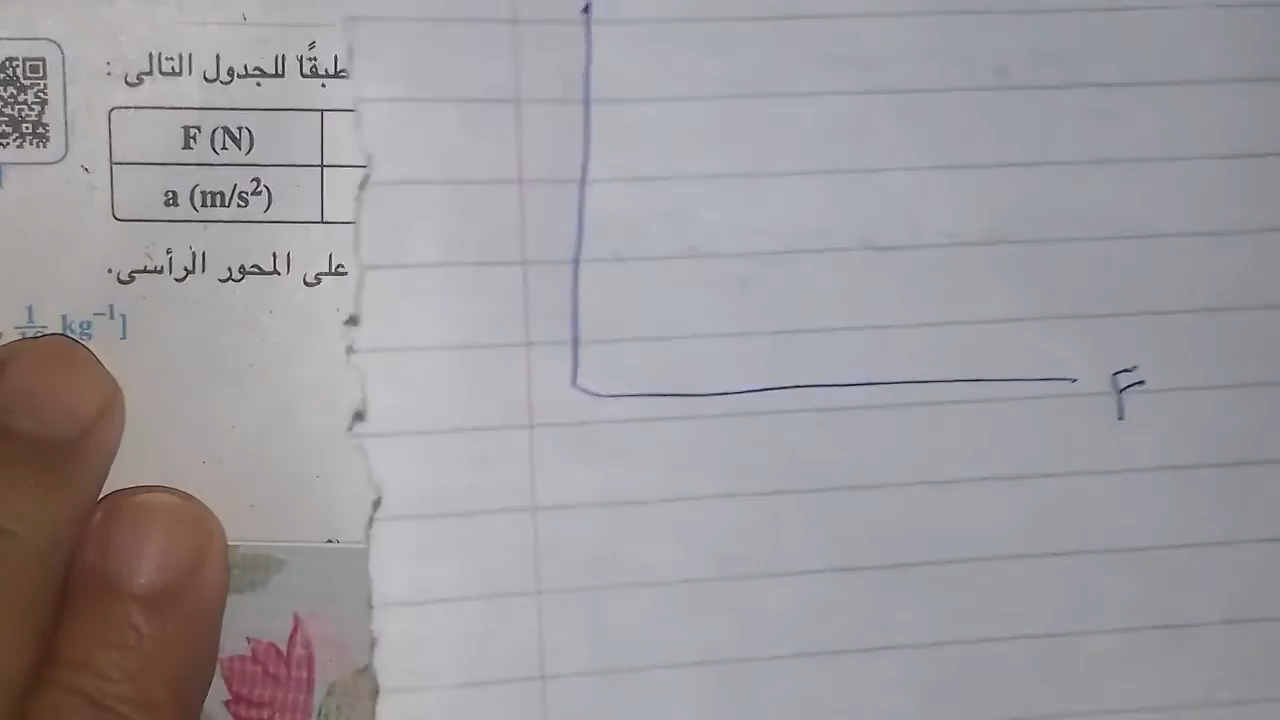 طبقًا للجدول التالى :
F (N)
a (m/s²)
على المحور الرأسى.
kg⁻¹]
F